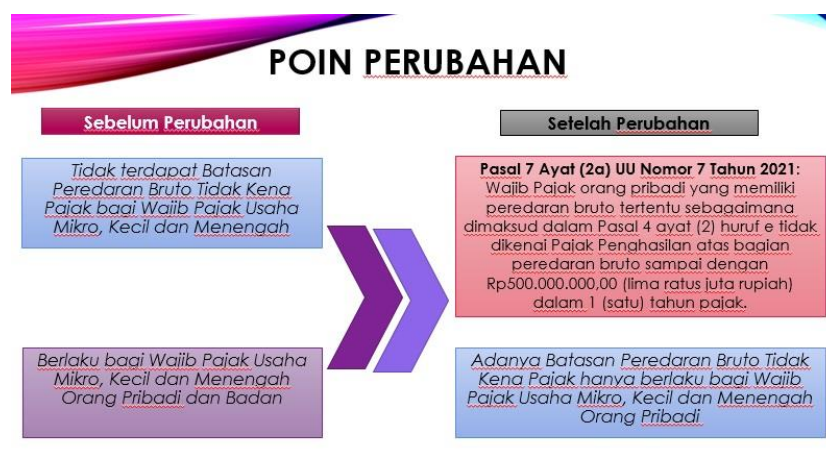 POIN PERUBAHAN
Sebelum Perubahan
Tidak terdapat Batasan
Peredaran Bruto Tidak Kena
Pajak bagi Wajib Pajak Usaha
Mikro, Kecil dan Menengah
Berlaku bagi Wajib Pajak Usaha
Mikro, Kecil dan Menengah
Orang Pribadi dan Badan
Setelah Perubahan
Pasal 7 Ayat (2a) UU Nomor 7 Tahun 2021:
Wajib Pajak orang pribadi yang memiliki
peredaran bruto tertentu sebagaimana
dimaksud dalam Pasal 4 ayat (2) huruf e tidak
dikenai Pajak Penghasilan atas bagian
peredaran bruto sampai dengan
Rp500.000.000,00 (lima ratus juta rupiah)
dalam 1 (satu) tahun pajak.
Adanya Batasan Peredaran Bruto Tidak
Kena Pajak hanya berlaku bagi Wajib
Pajak Usaha Mikro, Kecil dan Menengah
Orang Pribadi